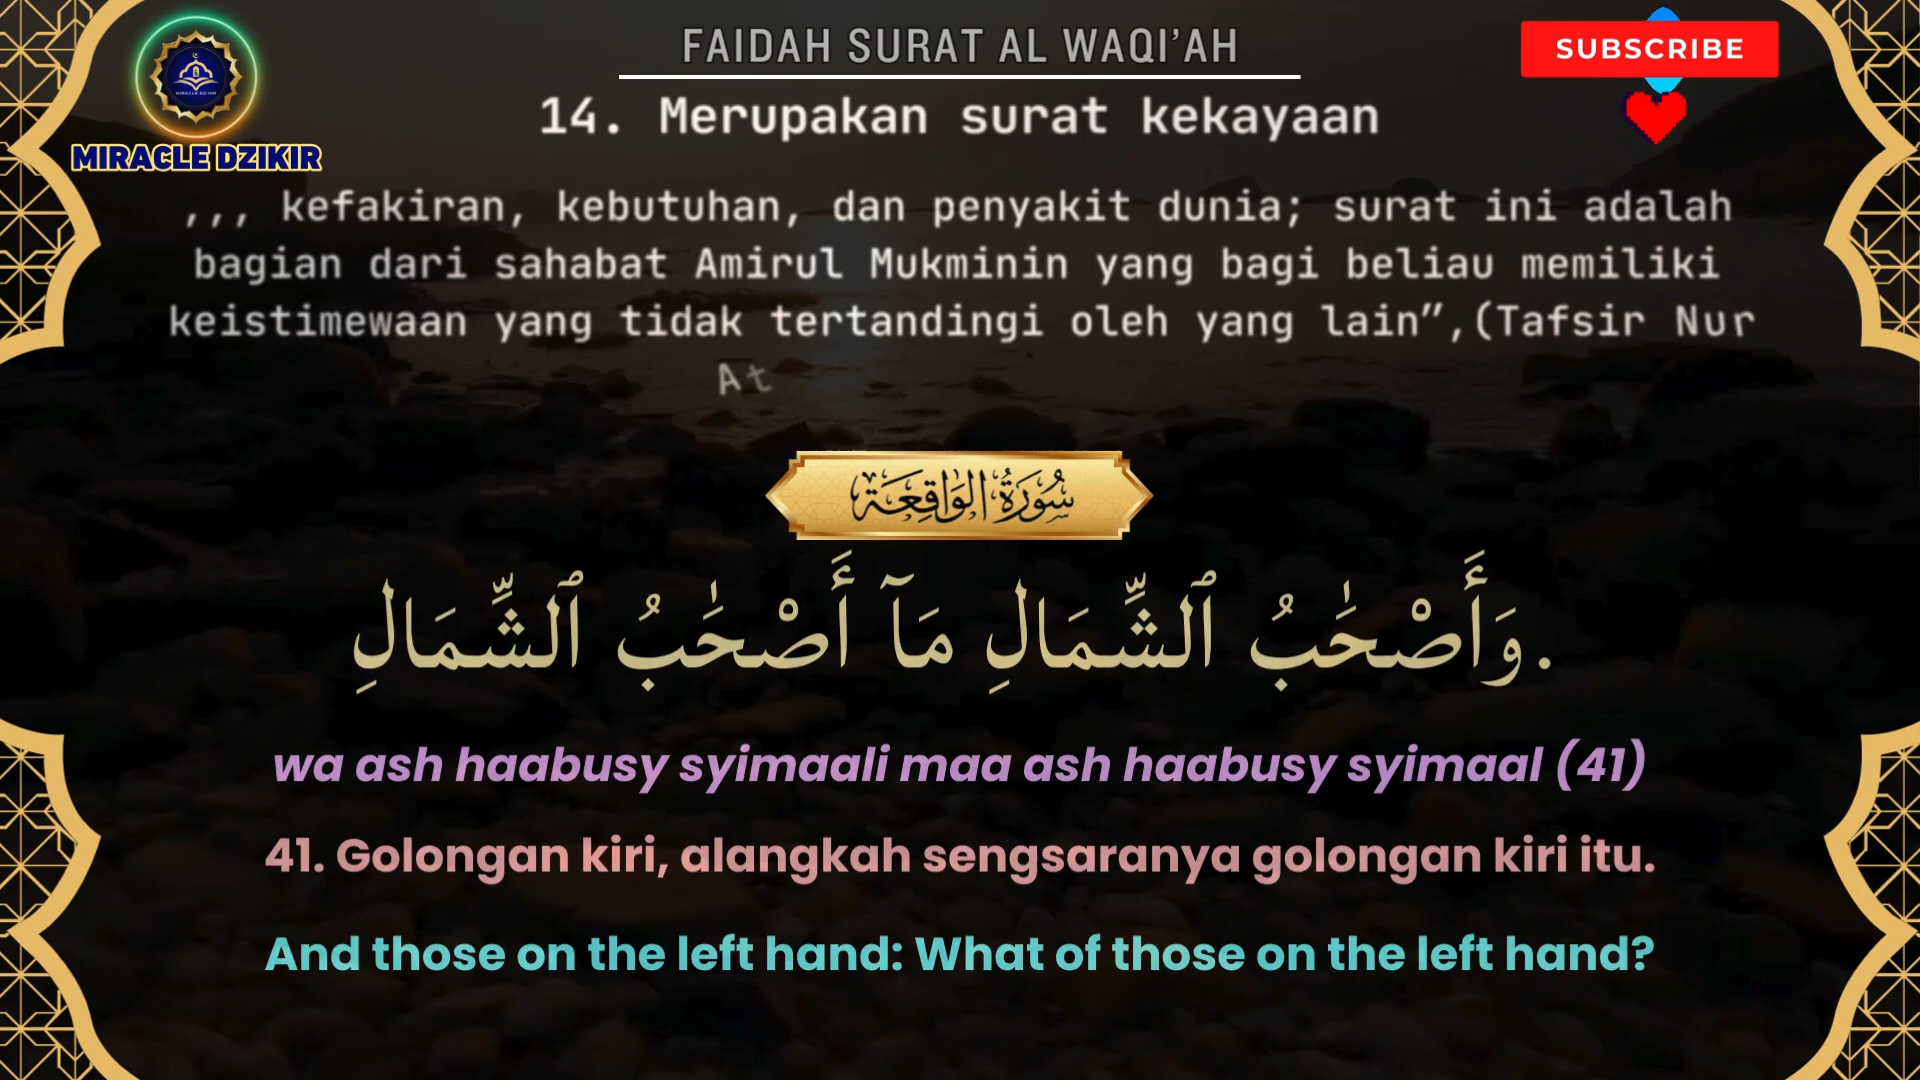 FAIDAH SURAT AL WAQI’AH
SUBSCRIBE
14. Merupakan surat kekayaan
MIRACLE DZIKIR
,,, kefakiran, kebutuhan, dan penyakit dunia; surat ini adalah
bagian dari sahabat Amirul Mukminin yang bagi beliau memiliki
keistimewaan yang tidak tertandingi oleh yang lain”,(Tafsir Nur
At
سُورَةُ الوَاقِعَة
وَأَصْحَٰبُ ٱلشِّمَالِ مَآ أَصْحَٰبُ ٱلشِّمَالِ.
wa ash haabusy syimaali maa ash haabusy syimaal (41)
41. Golongan kiri, alangkah sengsaranya golongan kiri itu.
And those on the left hand: What of those on the left hand?